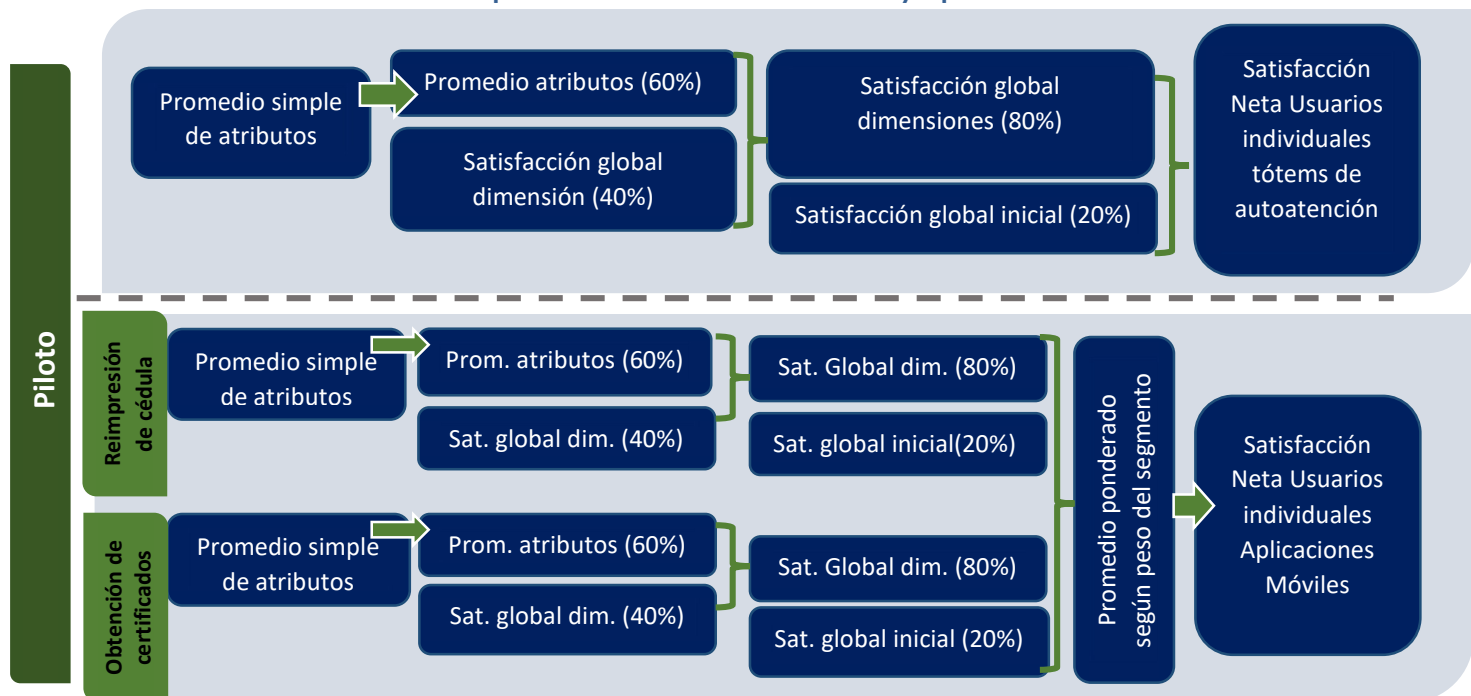 Piloto
Promedio simple
de atributos
Promedio atributos (60%)
Satisfacción global
dimensión (40%)
Satisfacción global
dimensiones (80%)
Satisfacción global inicial (20%)
Satisfacción
Neta Usuarios
individuales
tótems de
autoatención
Reimpresión
de cédula
Promedio simple
de atributos
Prom. atributos (60%)
Sat. global dim. (40%)
Sat. Global dim. (80%)
Sat. global inicial(20%)
Obtención de
certificados
Promedio simple
de atributos
Prom. atributos (60%)
Sat. global dim. (40%)
Sat. Global dim. (80%)
Sat. global inicial (20%)
Promedio ponderado
según peso del segmento
Satisfacción
Neta Usuarios
individuales
Aplicaciones
Móviles